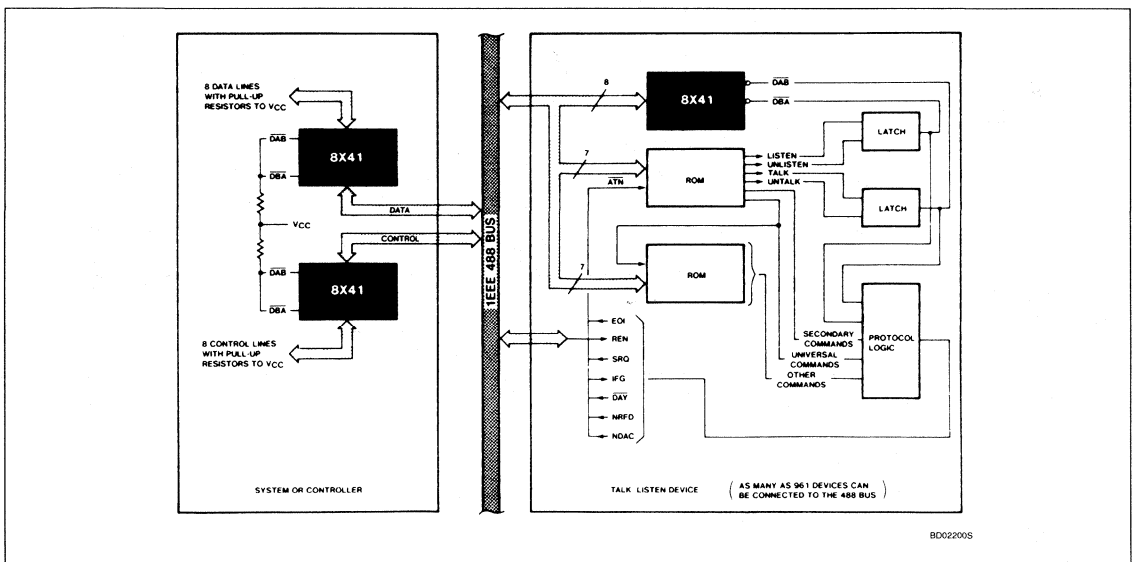 8 DATA LINES
WITH PULL-UP
RESISTORS TO VCC
DAB
8X41
DBA
DATA
VCC
CONTROL
DAB
8X41
DBA
8 CONTROL LINES
WITH PULL-UP
RESISTORS TO VCC
SYSTEM OR CONTROLLER
IEEE 488 BUS
8
8X41
DAB
DBA
LATCH
7
ATN
ROM
LISTEN
UNLISTEN
TALK
UNTALK
LATCH
7
ROM
SECONDARY
COMMANDS
UNIVERSAL
COMMANDS
OTHER
COMMANDS
PROTOCOL
LOGIC
EOI
REN
SRQ
IFG
DAY
NRFD
NDAC
TALK LISTEN DEVICE
(AS MANY AS 961 DEVICES CAN
BE CONNECTED TO THE 488 BUS)
BD02200S